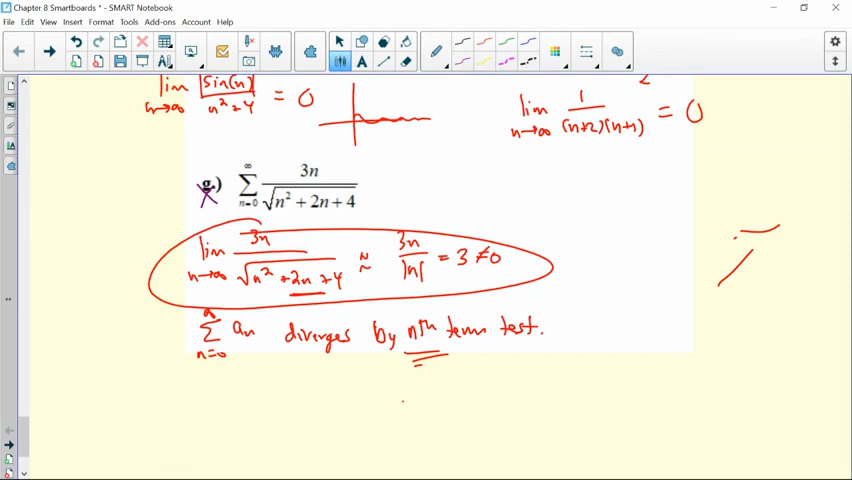 Chapter 8 Smartboards * - SMART Notebook
File Edit View Insert Format Tools Add-ons Account Help
lim n→∞ |sin(n)| / n²+4 = 0
2
lim n→∞ 1 / (n+2)(n+1) = 0
g.) ∞ ∑ n=0 3n / √n² + 2n + 4
lim n→∞ 3n / √n² + 2n + 4 ≈ 3n / |n| = 3 ≠ 0
∞ ∑ n=0 an diverges by nth term test.